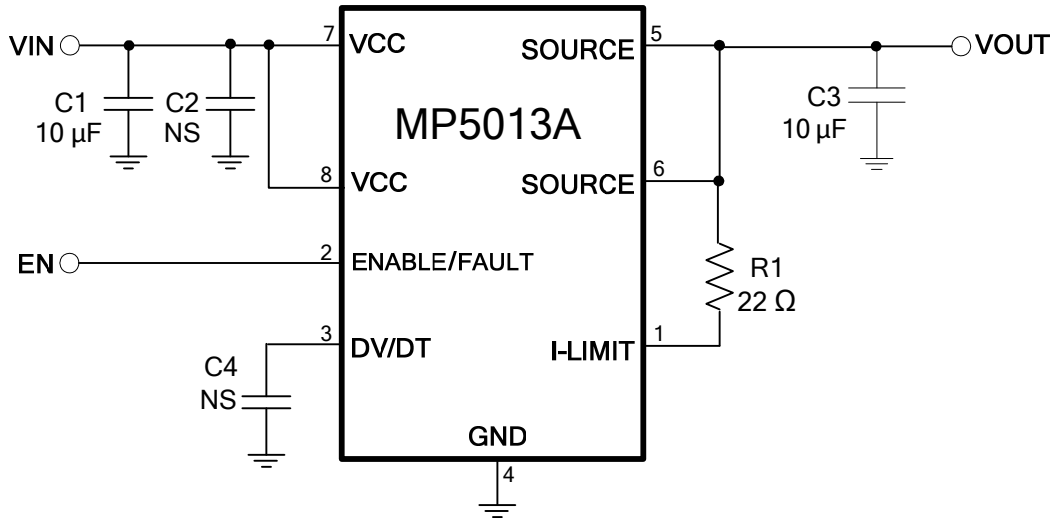 VIN
7
VCC
SOURCE
5
VOUT
C1
10 µF
C2
NS
MP5013A
C3
10 µF
8
VCC
SOURCE
6
EN
2
ENABLE/FAULT
R1
22 Ω
3
DV/DT
I-LIMIT
1
C4
NS
GND
4